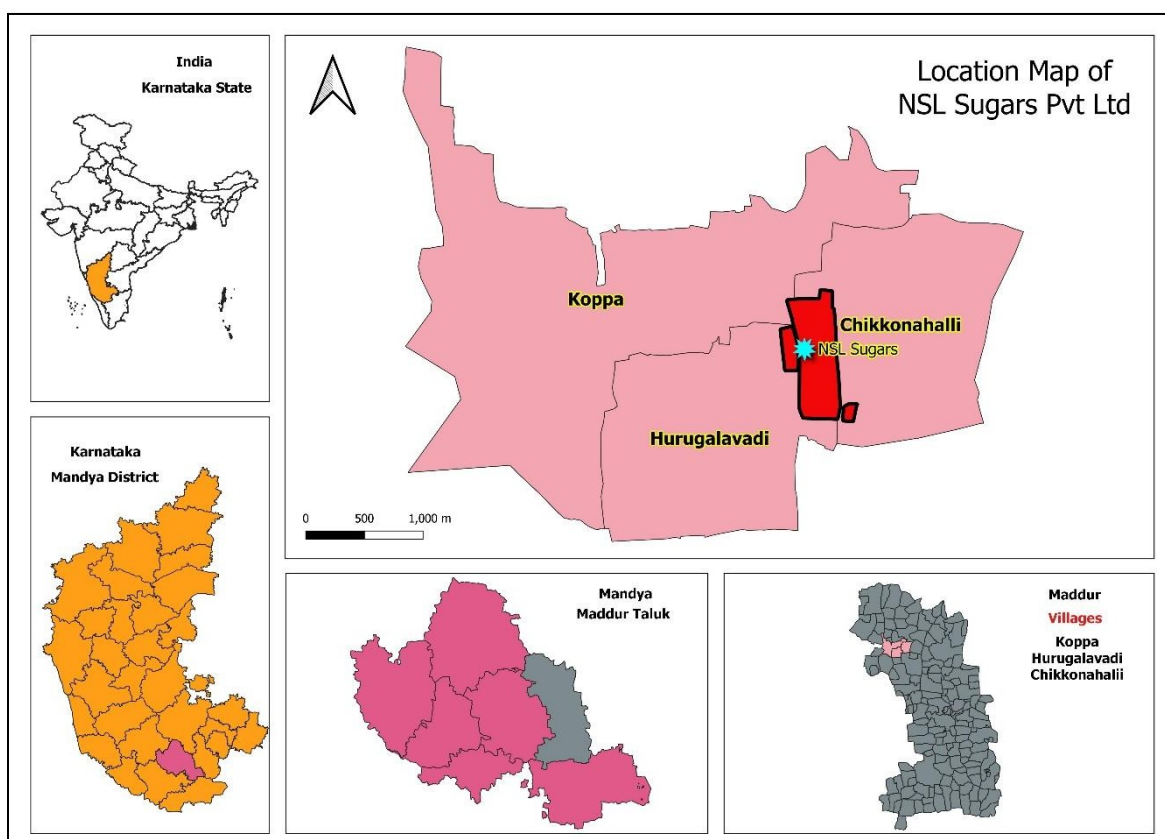 India
Karnataka State
Location Map of
NSL Sugars Pvt Ltd
Koppa
Chikkonahalli
NSL Sugars
Hurugalavadi
0 500 1,000 m
Karnataka
Mandya District
Mandya
Maddur Taluk
Maddur
Villages
Koppa
Hurugalavadi
Chikkonahalii